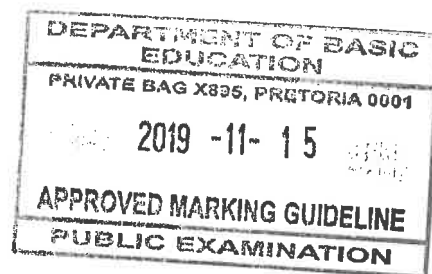 DEPARTMENT OF BASIC
EDUCATION
PRIVATE BAG X895, PRETORIA 0001
2019 -11- 15
APPROVED MARKING GUIDELINE
PUBLIC EXAMINATION